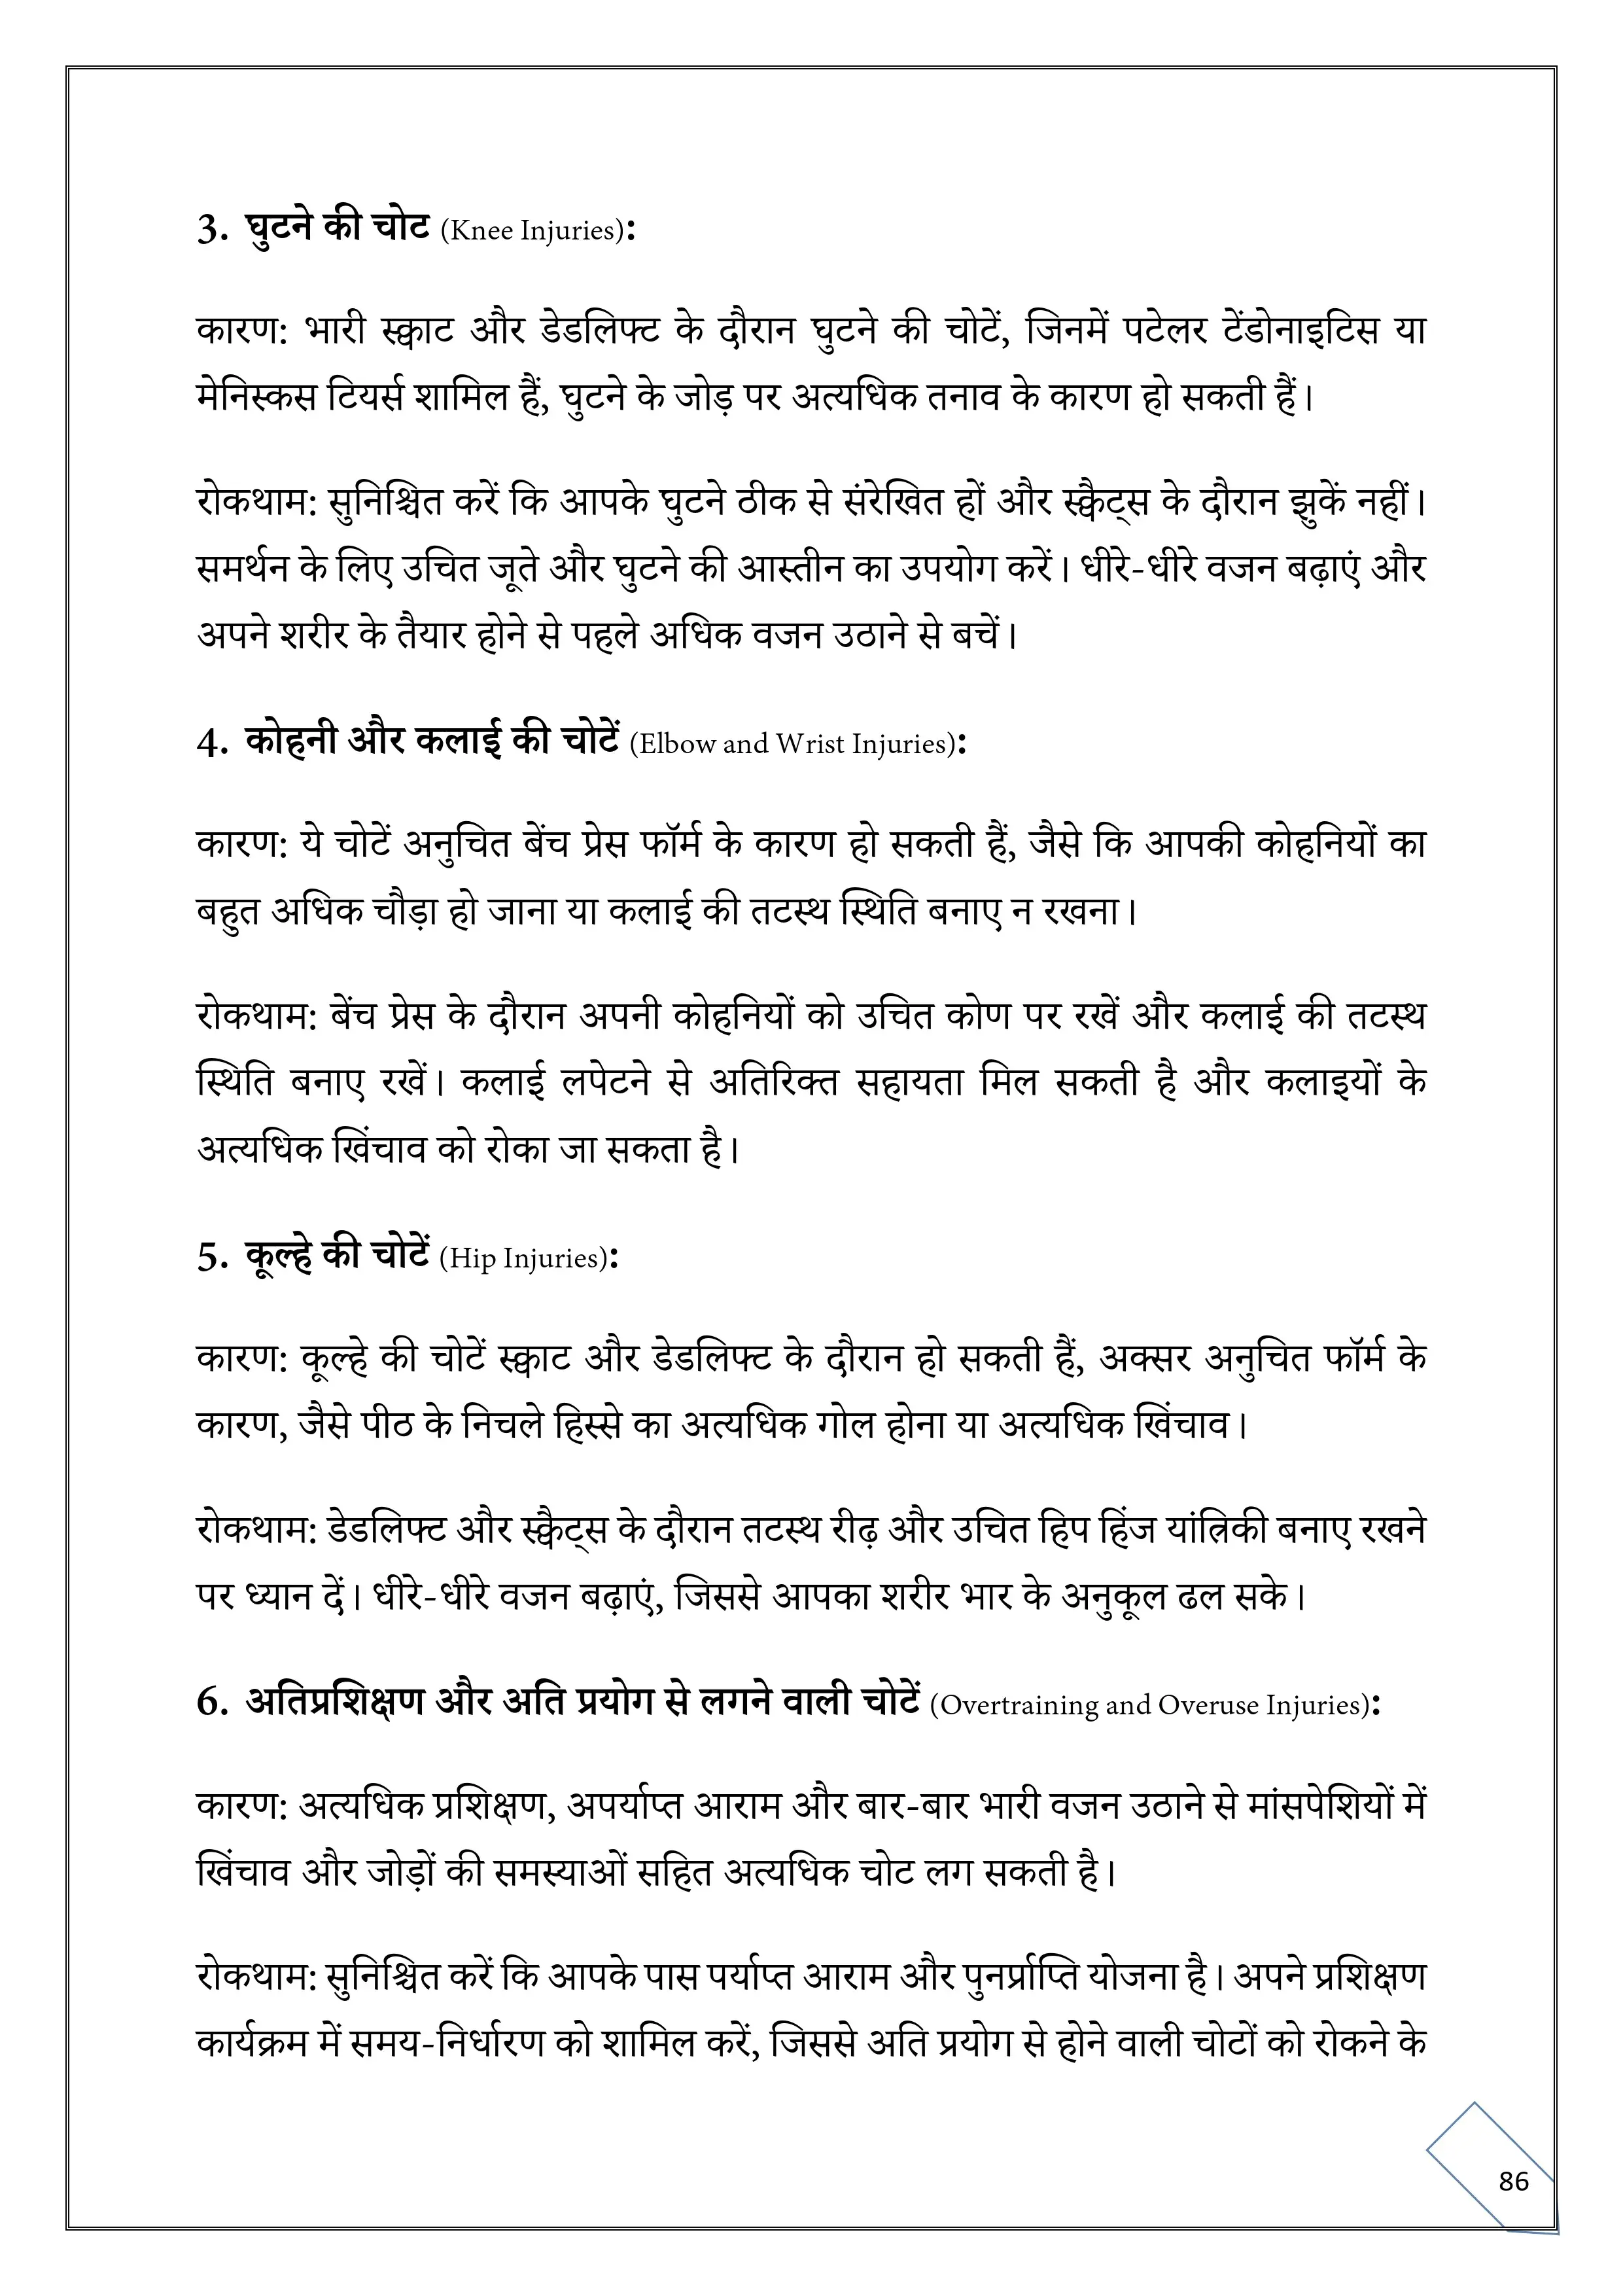 3. घुटने की चोट (Knee Injuries):
कारण: भारी स्क्वाट और डेडलिफ्ट के दौरान घुटने की चोटें, जिनमें पटेलर टेंडोनाइटिस या
मेनिस्कस टियर्स शामिल हैं, घुटने के जोड़ पर अत्यधिक तनाव के कारण हो सकती हैं।
रोकथाम: सुनिश्चित करें कि आपके घुटने ठीक से संरेखित हों और स्क्वैट्स के दौरान झुकें नहीं।
समर्थन के लिए उचित जूते और घुटने की आस्तीन का उपयोग करें। धीरे-धीरे वजन बढ़ाएं और
अपने शरीर के तैयार होने से पहले अधिक वजन उठाने से बचें।
4. कोहनी और कलाई की चोटें (Elbow and Wrist Injuries):
कारण: ये चोटें अनुचित बेंच प्रेस फॉर्म के कारण हो सकती हैं, जैसे कि आपकी कोहनियों का
बहुत अधिक चौड़ा हो जाना या कलाई की तटस्थ स्थिति बनाए न रखना।
रोकथाम: बेंच प्रेस के दौरान अपनी कोहनियों को उचित कोण पर रखें और कलाई की तटस्थ
स्थिति बनाए रखें। कलाई लपेटने से अतिरिक्त सहायता मिल सकती है और कलाइयों के
अत्यधिक खिंचाव को रोका जा सकता है।
5. कूल्हे की चोटें (Hip Injuries):
कारण: कूल्हे की चोटें स्क्वाट और डेडलिफ्ट के दौरान हो सकती हैं, अक्सर अनुचित फॉर्म के
कारण, जैसे पीठ के निचले हिस्से का अत्यधिक गोल होना या अत्यधिक खिंचाव।
रोकथाम: डेडलिफ्ट और स्क्वैट्स के दौरान तटस्थ रीढ़ और उचित हिप हिंज यांत्रिकी बनाए रखने
पर ध्यान दें। धीरे-धीरे वजन बढ़ाएं, जिससे आपका शरीर भार के अनुकूल ढल सके।
6. अतिप्रशिक्षण और अति प्रयोग से लगने वाली चोटें (Overtraining and Overuse Injuries):
कारण: अत्यधिक प्रशिक्षण, अपर्याप्त आराम और बार-बार भारी वजन उठाने से मांसपेशियों में
खिंचाव और जोड़ों की समस्याओं सहित अत्यधिक चोट लग सकती है।
रोकथाम: सुनिश्चित करें कि आपके पास पर्याप्त आराम और पुनर्प्राप्ति योजना है। अपने प्रशिक्षण
कार्यक्रम में समय-निर्धारण को शामिल करें, जिससे अति प्रयोग से होने वाली चोटों को रोकने के
86